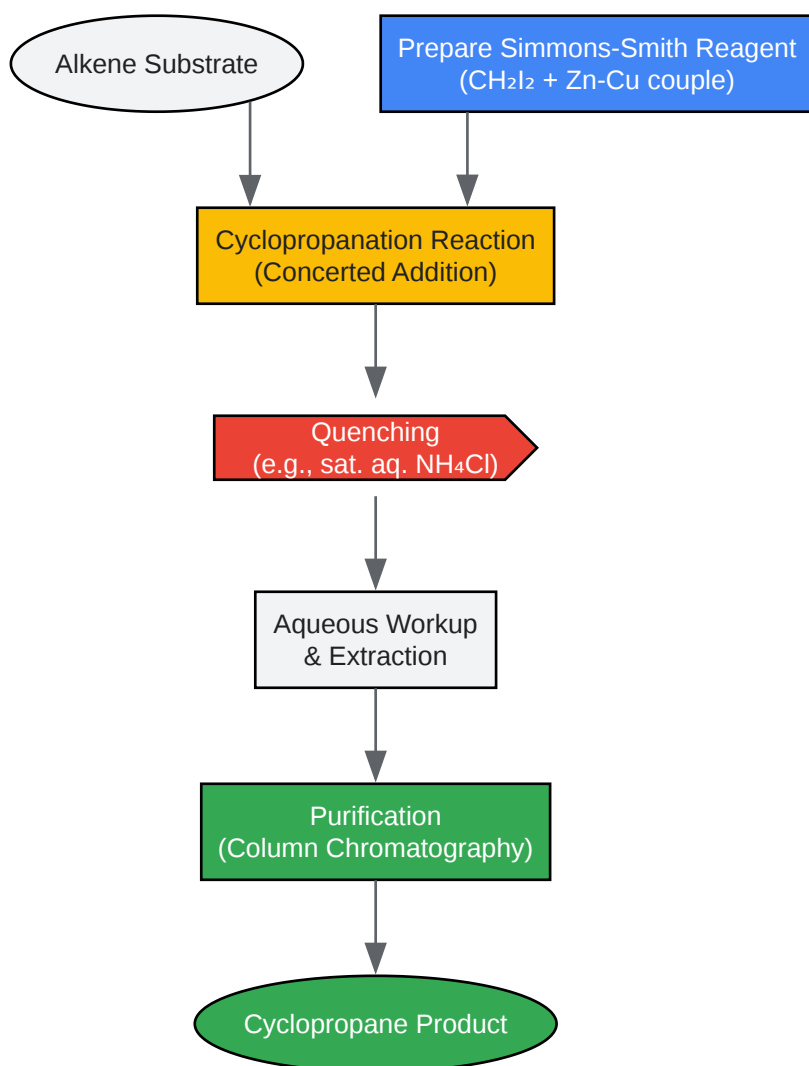 Alkene Substrate
Prepare Simmons-Smith Reagent
(CH₂I₂ + Zn-Cu couple)
Cyclopropanation Reaction
(Concerted Addition)
Quenching
(e.g., sat. aq. NH₄Cl)
Aqueous Workup
& Extraction
Purification
(Column Chromatography)
Cyclopropane Product